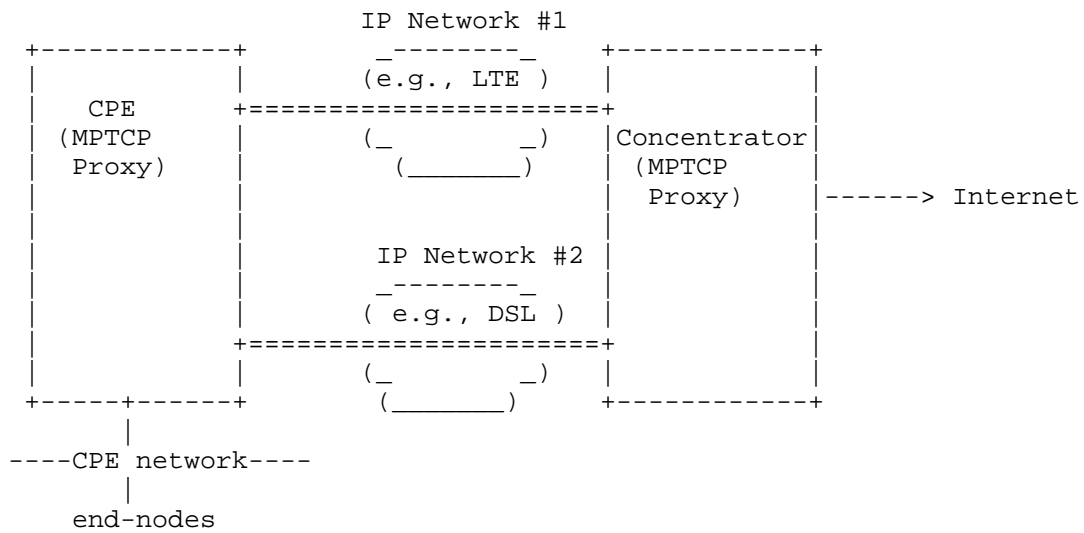 IP Network #1
(e.g., LTE )
CPE
(MPTCP
Proxy)
Concentrator
(MPTCP
Proxy)
------> Internet
IP Network #2
( e.g., DSL )
----CPE network----
end-nodes